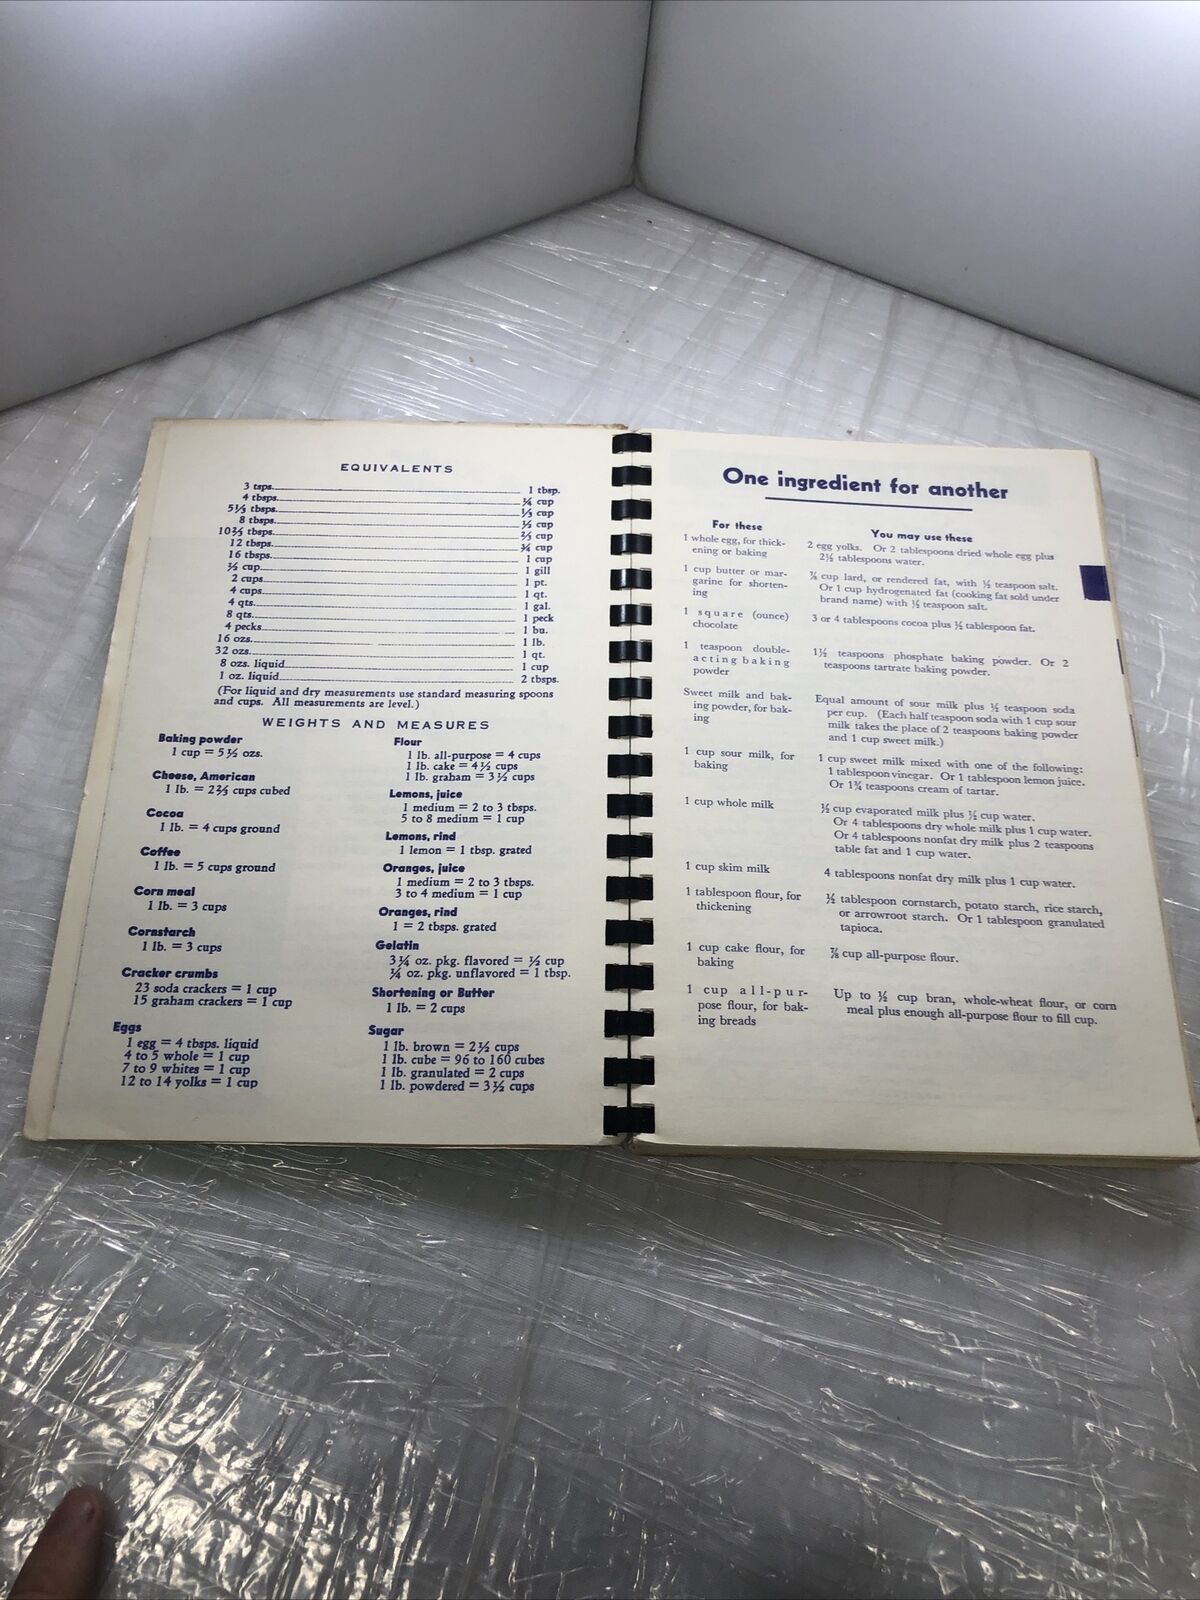 EQUIVALENTS
3 tsps. 1 tbsp.
4 tbsps. ¼ cup
5⅓ tbsps. ⅓ cup
8 tbsps. ½ cup
10⅔ tbsps. ⅔ cup
12 tbsps. ¾ cup
16 tbsps. 1 cup
½ cup 1 gill
2 cups 1 pt.
4 cups 1 qt.
4 qts. 1 gal.
8 qts. 1 peck
4 pecks 1 bu.
16 ozs. 1 lb.
32 ozs. 1 qt.
8 ozs. liquid 1 cup
1 oz. liquid 2 tbsps.
(For liquid and dry measurements use standard measuring spoons
and cups. All measurements are level.)
WEIGHTS AND MEASURES
Baking powder
1 cup = 5½ ozs.
Cheese, American
1 lb. = 2⅔ cups cubed
Cocoa
1 lb. = 4 cups ground
Coffee
1 lb. = 5 cups ground
Corn meal
1 lb. = 3 cups
Cornstarch
1 lb. = 3 cups
Cracker crumbs
23 soda crackers = 1 cup
15 graham crackers = 1 cup
Eggs
1 egg = 4 tbsps. liquid
4 to 5 whole = 1 cup
7 to 9 whites = 1 cup
12 to 14 yolks = 1 cup
Flour
1 lb. all-purpose = 4 cups
1 lb. cake = 4½ cups
1 lb. graham = 3½ cups
Lemons, juice
1 medium = 2 to 3 tbsps.
5 to 8 medium = 1 cup
Lemons, rind
1 lemon = 1 tbsp. grated
Oranges, juice
1 medium = 2 to 3 tbsps.
3 to 4 medium = 1 cup
Oranges, rind
1 = 2 tbsps. grated
Gelatin
3¼ oz. pkg. flavored = ½ cup
¼ oz. pkg. unflavored = 1 tbsp.
Shortening or Butter
1 lb. = 2 cups
Sugar
1 lb. brown = 2½ cups
1 lb. cube = 96 to 160 cubes
1 lb. granulated = 2 cups
1 lb. powdered = 3½ cups
One ingredient for another
For these
You may use these
1 whole egg, for thick-
ening or baking
2 egg yolks. Or 2 tablespoons dried whole egg plus
2½ tablespoons water.
1 cup butter or mar-
garine for shorten-
ing
⅞ cup lard, or rendered fat, with ½ teaspoon salt.
Or 1 cup hydrogenated fat (cooking fat sold under
brand name) with ½ teaspoon salt.
1 square (ounce)
chocolate
3 or 4 tablespoons cocoa plus ½ tablespoon fat.
1 teaspoon double-
acting baking
powder
1½ teaspoons phosphate baking powder. Or 2
teaspoons tartrate baking powder.
Sweet milk and bak-
ing powder, for bak-
ing
Equal amount of sour milk plus ½ teaspoon soda
per cup. (Each half teaspoon soda with 1 cup sour
milk takes the place of 2 teaspoons baking powder
and 1 cup sweet milk.)
1 cup sour milk, for
baking
1 cup sweet milk mixed with one of the following:
1 tablespoon vinegar. Or 1 tablespoon lemon juice.
Or 1¾ teaspoons cream of tartar.
1 cup whole milk
½ cup evaporated milk plus ½ cup water.
Or 4 tablespoons dry whole milk plus 1 cup water.
Or 4 tablespoons nonfat dry milk plus 2 teaspoons
table fat and 1 cup water.
1 cup skim milk
4 tablespoons nonfat dry milk plus 1 cup water.
1 tablespoon flour, for
thickening
½ tablespoon cornstarch, potato starch, rice starch,
or arrowroot starch. Or 1 tablespoon granulated
tapioca.
1 cup cake flour, for
baking
⅞ cup all-purpose flour.
1 cup all-pur-
pose flour, for bak-
ing breads
Up to ½ cup bran, whole-wheat flour, or corn
meal plus enough all-purpose flour to fill cup.